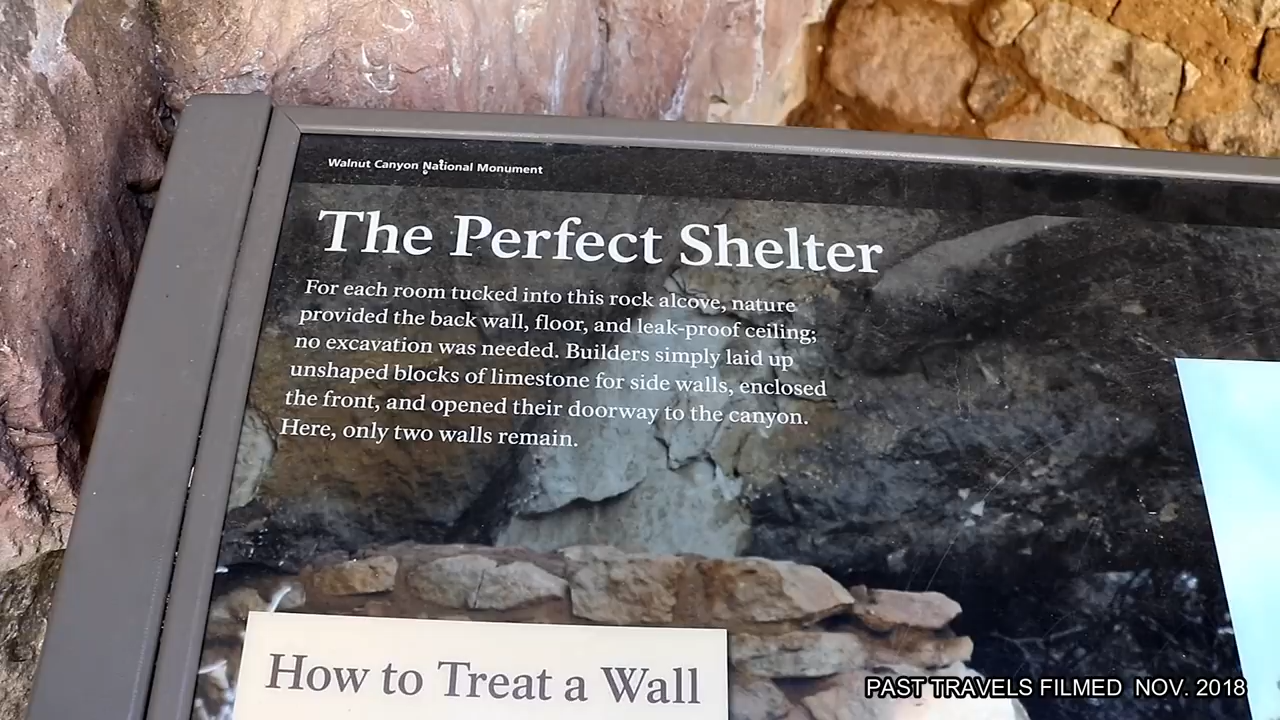 Walnut Canyon National Monument
The Perfect Shelter
For each room tucked into this rock alcove, nature
provided the back wall, floor, and leak-proof ceiling;
no excavation was needed. Builders simply laid up
unshaped blocks of limestone for side walls, enclosed
the front, and opened their doorway to the canyon.
Here, only two walls remain.
How to Treat a Wall
PAST TRAVELS FILMED NOV. 2018